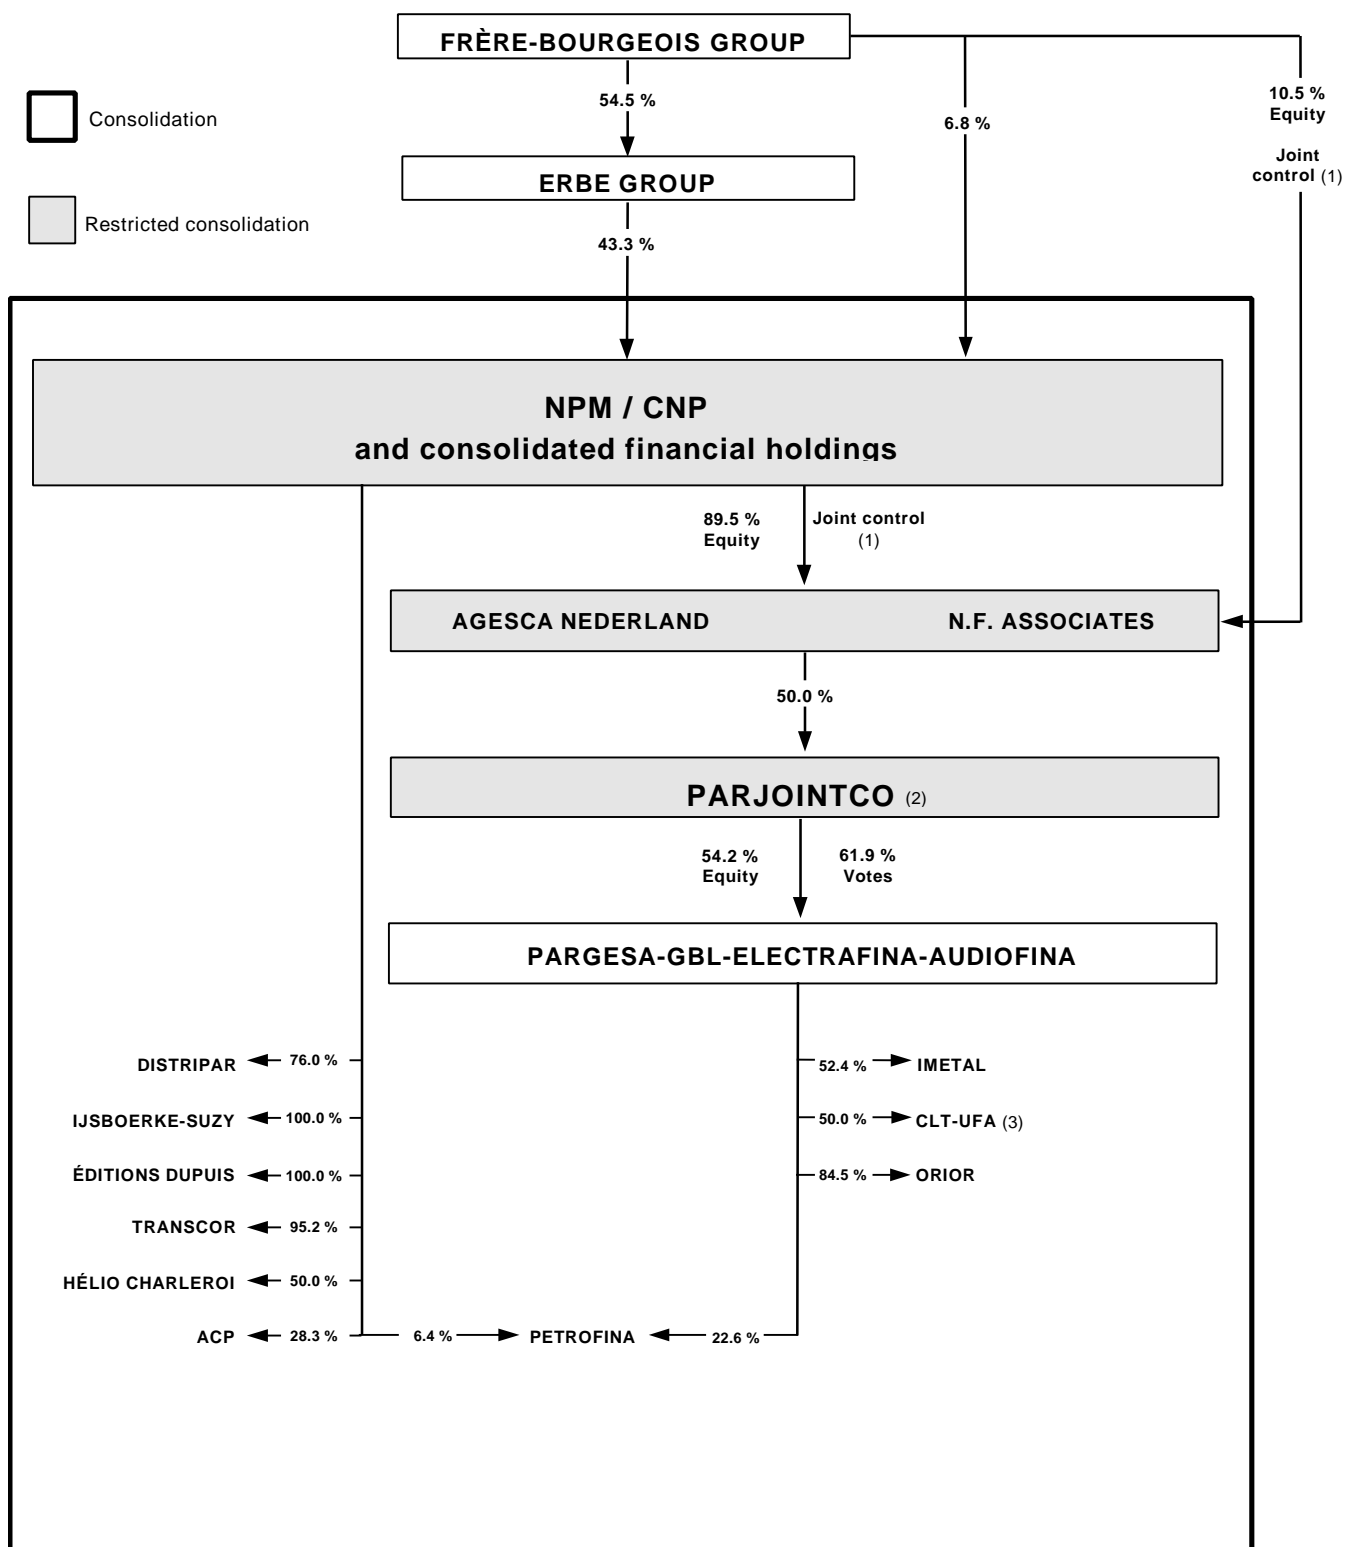 FRÈRE-BOURGEOIS GROUP
54.5 %
6.8 %
10.5 %
Equity
Joint
control (1)
Consolidation
ERBE GROUP
Restricted consolidation
43.3 %
NPM / CNP
and consolidated financial holdings
89.5 %
Equity
Joint control
(1)
AGESCA NEDERLAND
N.F. ASSOCIATES
50.0 %
PARJOINTCO (2)
54.2 %
Equity
61.9 %
Votes
PARGESA-GBL-ELECTRAFINA-AUDIOFINA
DISTRIPAR 76.0 %
52.4 % IMETAL
IJSBOERKE-SUZY 100.0 %
50.0 % CLT-UFA (3)
ÉDITIONS DUPUIS 100.0 %
84.5 % ORIOR
TRANSCOR 95.2 %
HÉLIO CHARLEROI 50.0 %
ACP 28.3 % 6.4 % PETROFINA 22.6 %